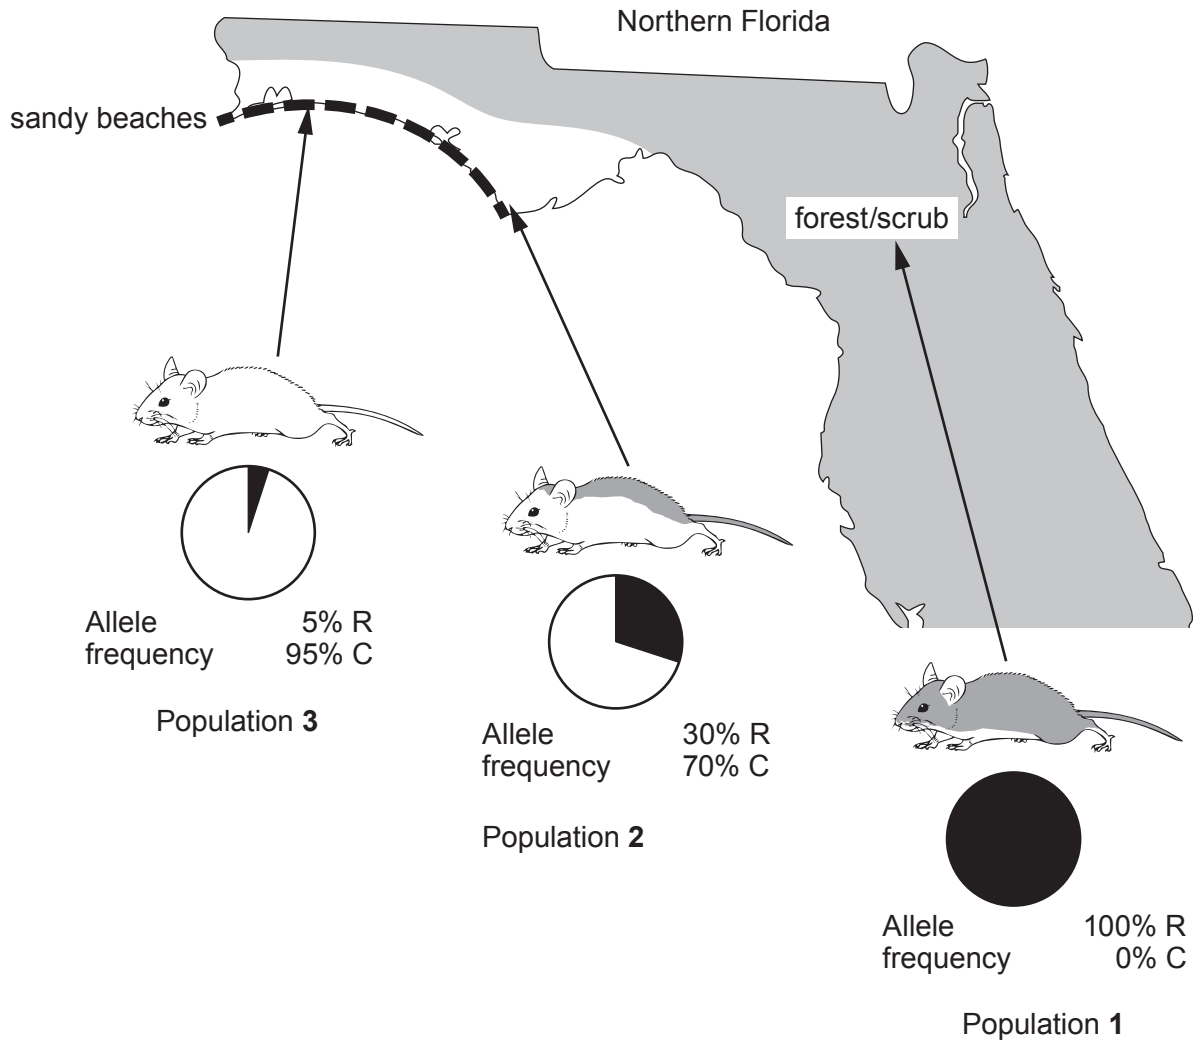 Northern Florida
sandy beaches
forest/scrub
Allele 5% R
frequency 95% C
Population 3
Allele 30% R
frequency 70% C
Population 2
Allele 100% R
frequency 0% C
Population 1